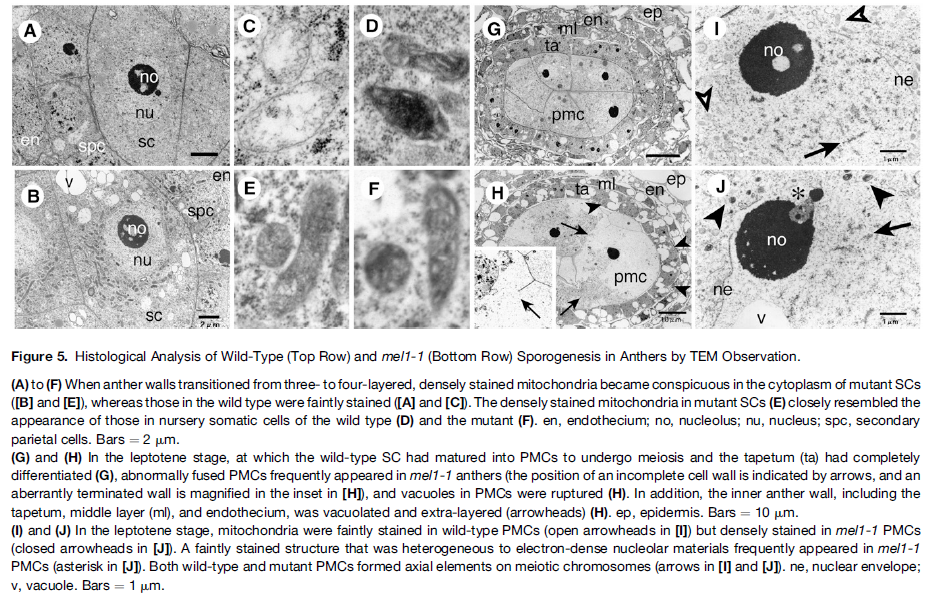 A
no
nu
sc
en
spc
C
D
G
ep
en
ml
ta
pmc
I
no
ne
1μm
B
v
en
spc
no
nu
sc
2 μm
E
F
H
ta
ml
en
ep
pmc
10 μm
J
*
no
ne
v
1μm
Figure 5. Histological Analysis of Wild-Type (Top Row) and mel1-1 (Bottom Row) Sporogenesis in Anthers by TEM Observation.
(A) to (F) When anther walls transitioned from three- to four-layered, densely stained mitochondria became conspicuous in the cytoplasm of mutant SCs
([B] and [E]), whereas those in the wild type were faintly stained ([A] and [C]). The densely stained mitochondria in mutant SCs (E) closely resembled the
appearance of those in nursery somatic cells of the wild type (D) and the mutant (F). en, endothecium; no, nucleolus; nu, nucleus; spc, secondary
parietal cells. Bars = 2 μm.
(G) and (H) In the leptotene stage, at which the wild-type SC had matured into PMCs to undergo meiosis and the tapetum (ta) had completely
differentiated (G), abnormally fused PMCs frequently appeared in mel1-1 anthers (the position of an incomplete cell wall is indicated by arrows, and an
aberrantly terminated wall is magnified in the inset in [H]), and vacuoles in PMCs were ruptured (H). In addition, the inner anther wall, including the
tapetum, middle layer (ml), and endothecium, was vacuolated and extra-layered (arrowheads) (H). ep, epidermis. Bars = 10 μm.
(I) and (J) In the leptotene stage, mitochondria were faintly stained in wild-type PMCs (open arrowheads in [I]) but densely stained in mel1-1 PMCs
(closed arrowheads in [J]). A faintly stained structure that was heterogeneous to electron-dense nucleolar materials frequently appeared in mel1-1
PMCs (asterisk in [J]). Both wild-type and mutant PMCs formed axial elements on meiotic chromosomes (arrows in [I] and [J]). ne, nuclear envelope;
v, vacuole. Bars = 1 μm.